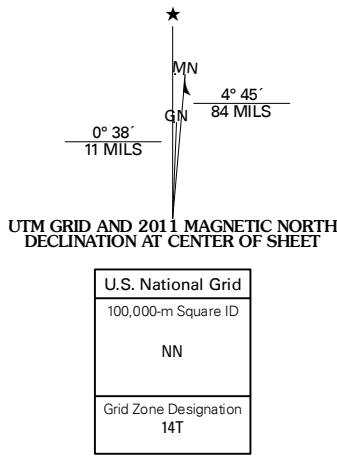 MN
4° 45´
84 MILS
GN
0° 38´
11 MILS
UTM GRID AND 2011 MAGNETIC NORTH
DECLINATION AT CENTER OF SHEET
U.S. National Grid
100,000-m Square ID
NN
Grid Zone Designation
14T